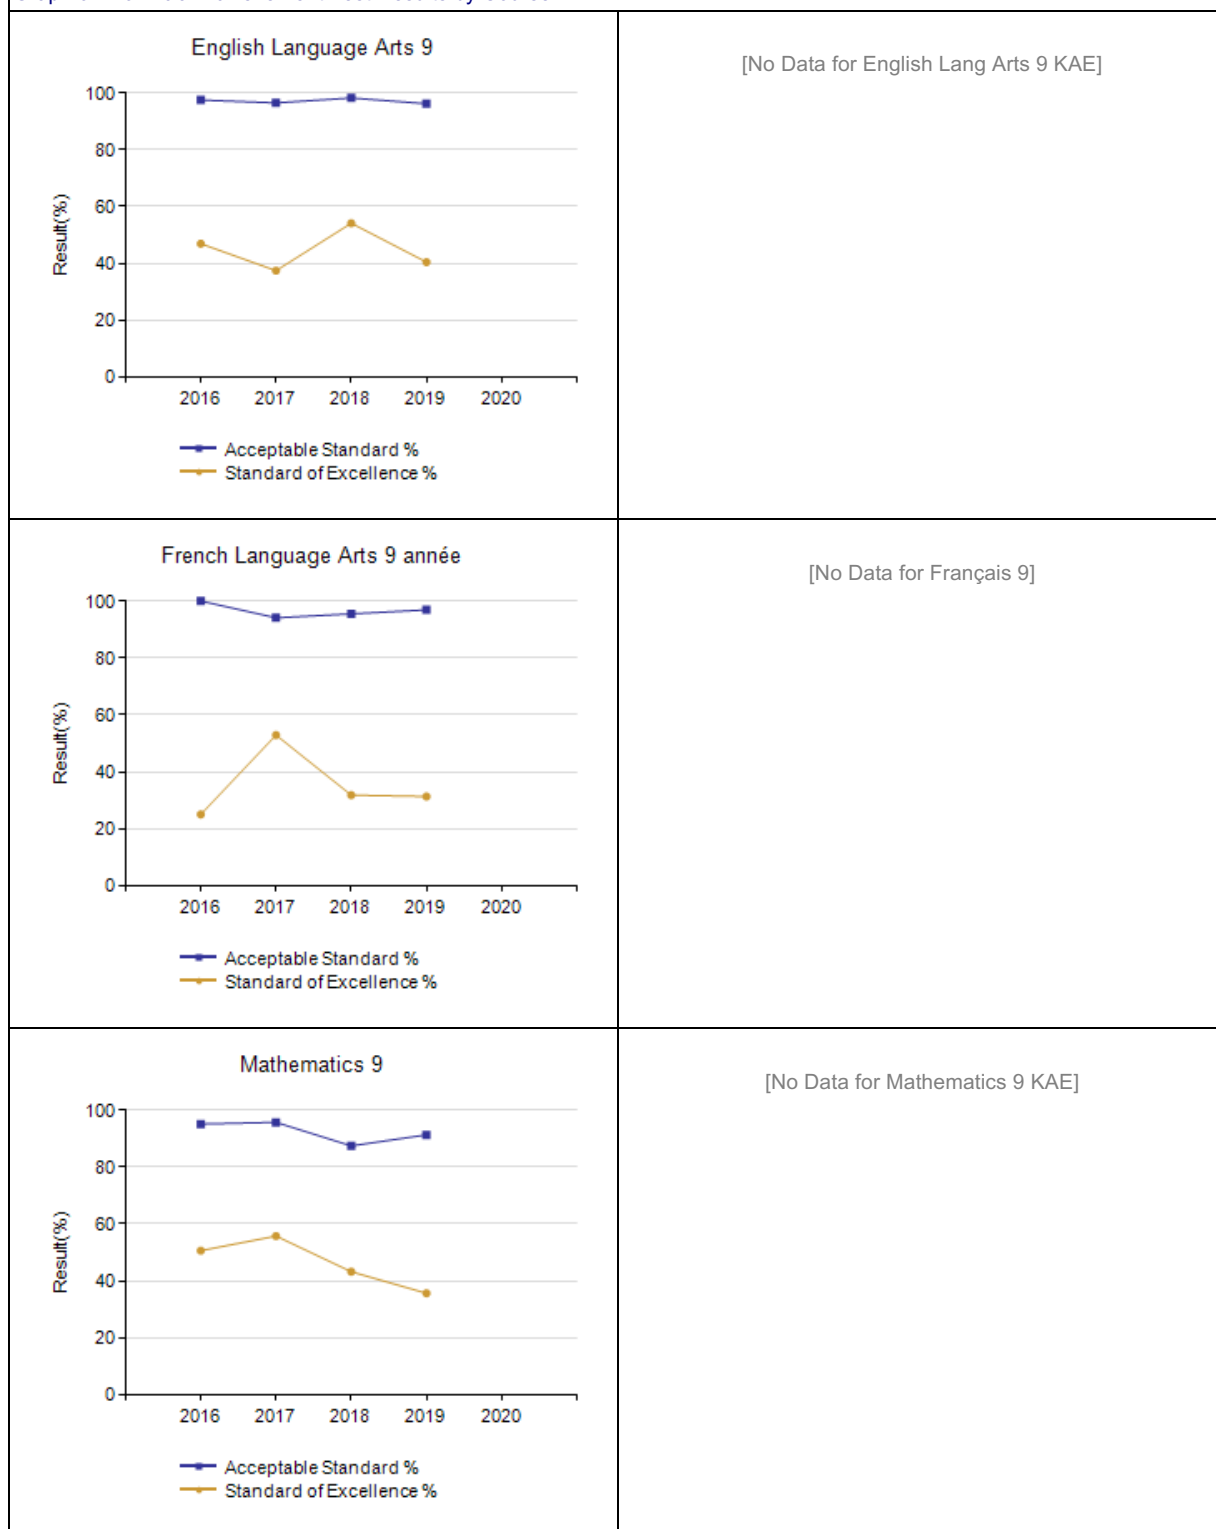 English Language Arts 9
[No Data for English Lang Arts 9 KAE]
100
80
60
40
20
0
Result(%)
2016 2017 2018 2019 2020
Acceptable Standard %
Standard of Excellence %
French Language Arts 9 année
[No Data for Français 9]
100
80
60
40
20
0
Result(%)
2016 2017 2018 2019 2020
Acceptable Standard %
Standard of Excellence %
Mathematics 9
[No Data for Mathematics 9 KAE]
100
80
60
40
20
0
Result(%)
2016 2017 2018 2019 2020
Acceptable Standard %
Standard of Excellence %